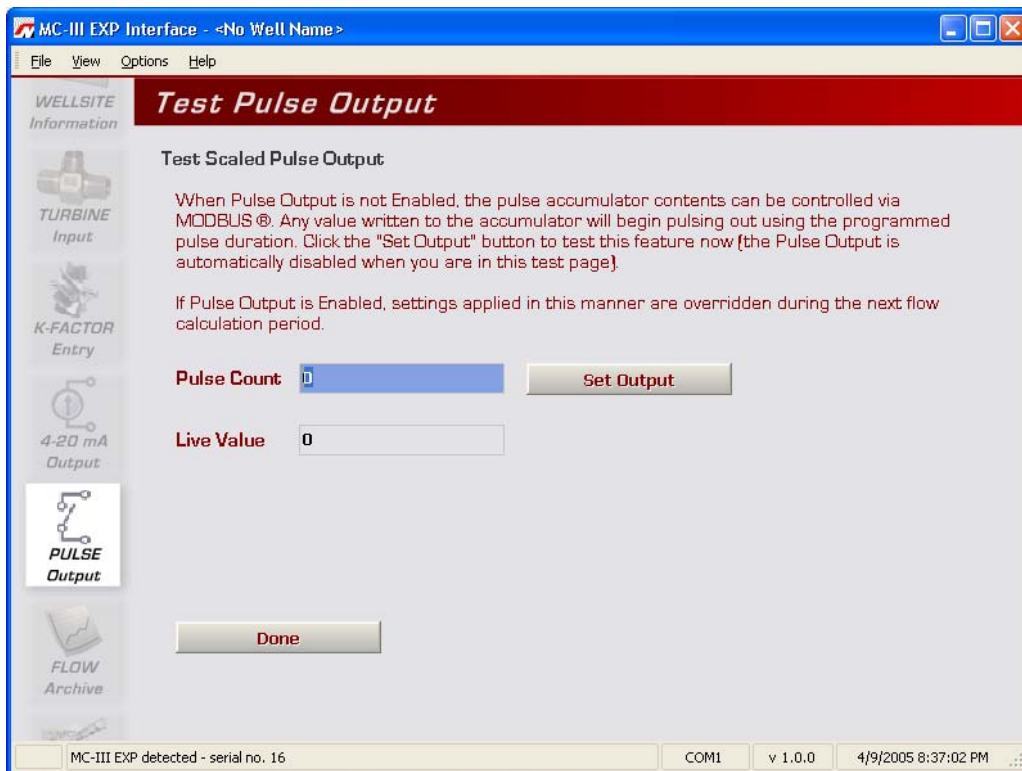 MC-III EXP Interface - <No Well Name>
File View Options Help
WELLSITE
Information
TURBINE
Input
K-FACTOR
Entry
4-20 mA
Output
PULSE
Output
FLOW
Archive
Test Pulse Output
Test Scaled Pulse Output
When Pulse Output is not Enabled, the pulse accumulator contents can be controlled via
MODBUS ®. Any value written to the accumulator will begin pulsing out using the programmed
pulse duration. Click the "Set Output" button to test this feature now (the Pulse Output is
automatically disabled when you are in this test page).
If Pulse Output is Enabled, settings applied in this manner are overridden during the next flow
calculation period.
Pulse Count 0 Set Output
Live Value 0
Done
MC-III EXP detected - serial no. 16 COM1 v 1.0.0 4/9/2005 8:37:02 PM